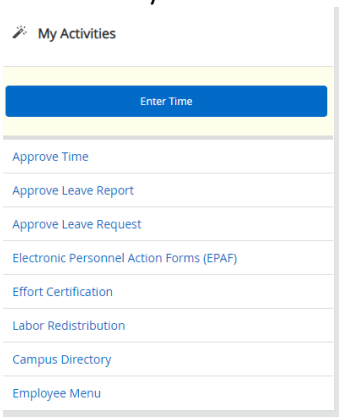 My Activities
Enter Time
Approve Time
Approve Leave Report
Approve Leave Request
Electronic Personnel Action Forms (EPAF)
Effort Certification
Labor Redistribution
Campus Directory
Employee Menu